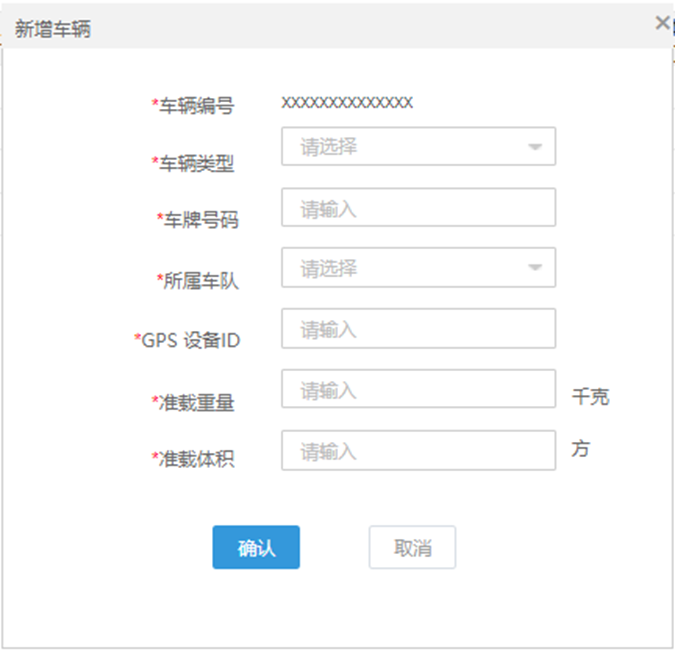 新增车辆 ×
*车辆编号 XXXXXXXXXXXXXX
*车辆类型 请选择
*车牌号码 请输入
*所属车队 请选择
*GPS 设备ID 请输入
*准载重量 请输入 千克
*准载体积 请输入 方
确认 取消